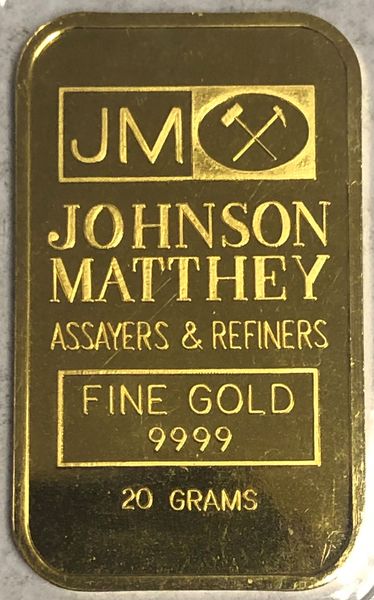 JM
JOHNSON
MATTHEY
ASSAYERS & REFINERS
FINE GOLD
9999
20 GRAMS